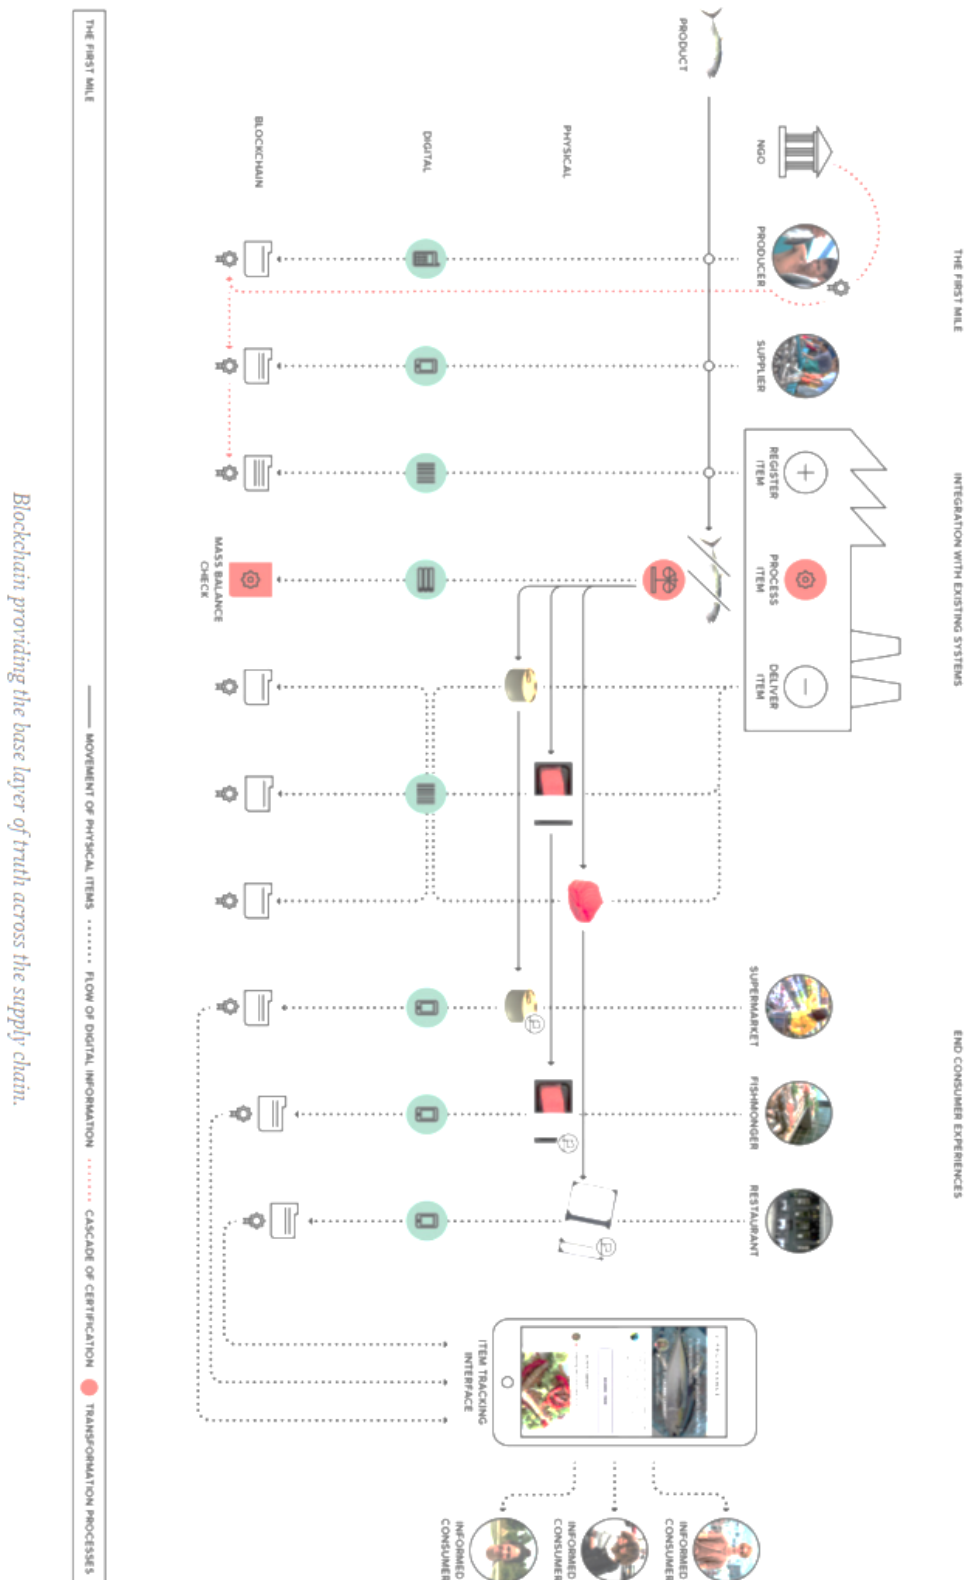 THE FIRST MILE
INTEGRATION WITH EXISTING SYSTEMS
END CONSUMER EXPERIENCES
NGO
PRODUCER
SUPPLIER
REGISTER
ITEM
PROCESS
ITEM
DELIVER
ITEM
SUPERMARKET
FISHMONGER
RESTAURANT
PRODUCT
PHYSICAL
DIGITAL
BLOCKCHAIN
MASS BALANCE
CHECK
ITEM TRACKING
INTERFACE
INFORMED
CONSUMER
INFORMED
CONSUMER
INFORMED
CONSUMER
THE FIRST MILE
MOVEMENT OF PHYSICAL ITEMS
FLOW OF DIGITAL INFORMATION
CASCADE OF CERTIFICATION
TRANSFORMATION PROCESSES
Blockchain providing the base layer of truth across the supply chain.